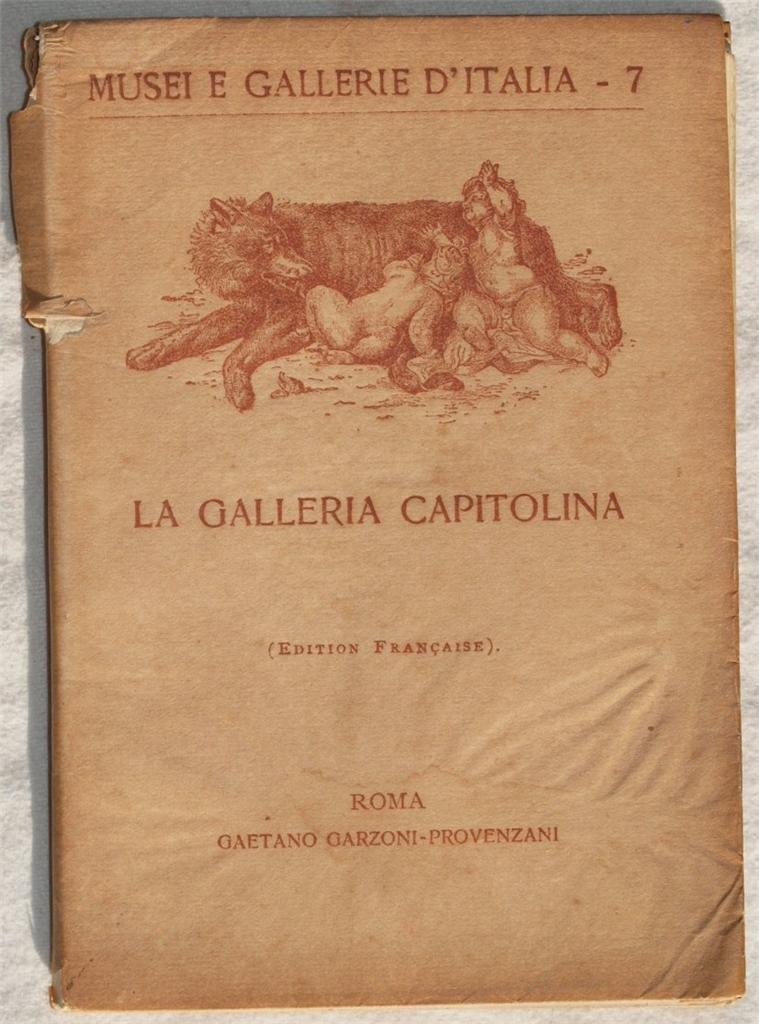 MUSEI E GALLERIE D'ITALIA - 7
LA GALLERIA CAPITOLINA
(EDITION FRANÇAISE).
ROMA
GAETANO GARZONI-PROVENZANI